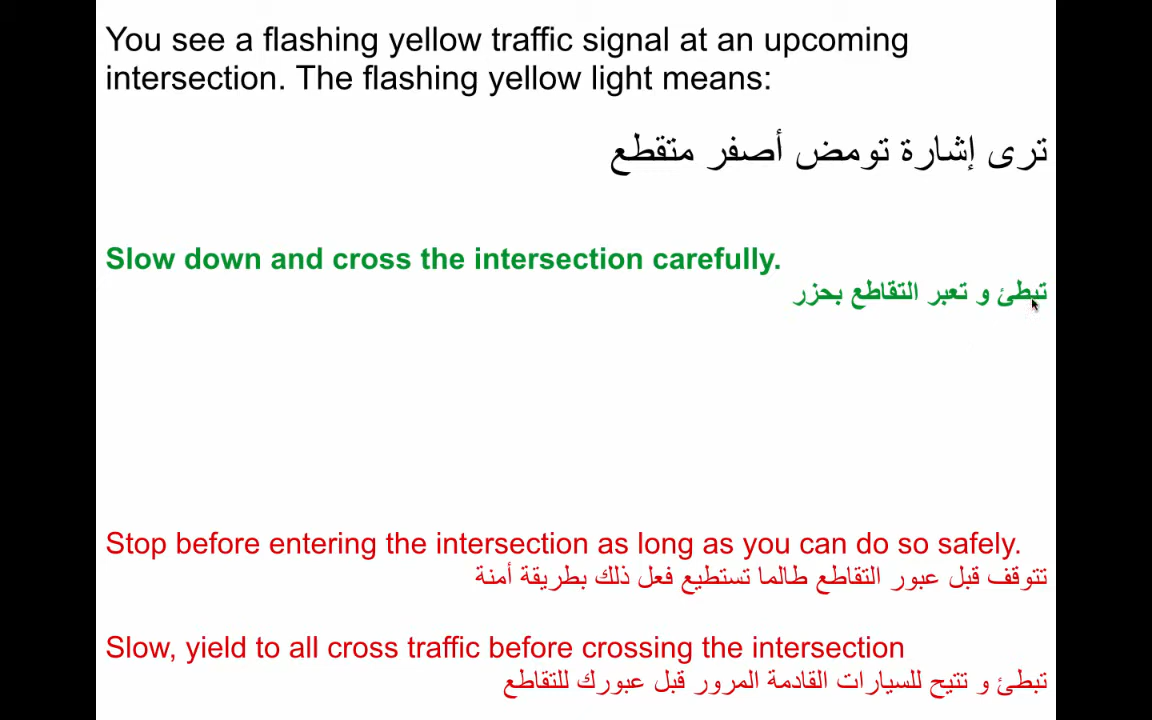 You see a flashing yellow traffic signal at an upcoming
intersection. The flashing yellow light means:
ترى إشارة تومض أصفر متقطع
Slow down and cross the intersection carefully.
تبطئ و تعبر التقاطع بحزر
Stop before entering the intersection as long as you can do so safely.
تتوقف قبل عبور التقاطع طالما تستطيع فعل ذلك بطريقة أمنة
Slow, yield to all cross traffic before crossing the intersection
تبطئ و تتيح للسيارات القادمة المرور قبل عبورك للتقاطع